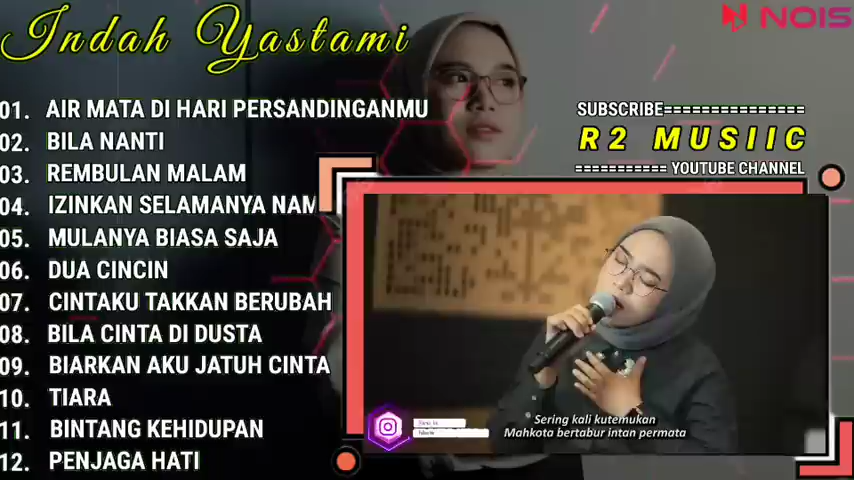 Indah Yastami
NOIS
01. AIR MATA DI HARI PERSANDINGANMU
02. BILA NANTI
03. REMBULAN MALAM
04. IZINKAN SELAMANYA NAM
05. MULANYA BIASA SAJA
06. DUA CINCIN
07. CINTAKU TAKKAN BERUBAH
08. BILA CINTA DI DUSTA
09. BIARKAN AKU JATUH CINTA
10. TIARA
11. BINTANG KEHIDUPAN
12. PENJAGA HATI
SUBSCRIBE===============
R2 MUSIIC
=========== YOUTUBE CHANNEL
Sering kali kutemukan
Mahkota bertabur intan permata